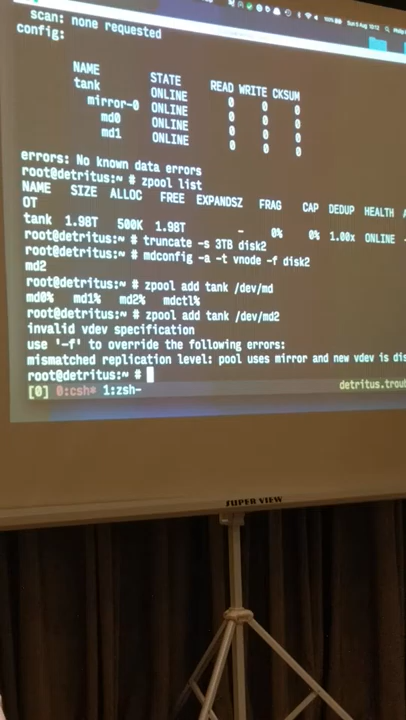 scan: none requested
config:
NAME STATE READ WRITE CKSUM
tank ONLINE 0 0 0
mirror-0 ONLINE 0 0 0
md0 ONLINE 0 0 0
md1 ONLINE 0 0 0
errors: No known data errors
root@detritus:~ # zpool list
NAME SIZE ALLOC FREE EXPANDSZ FRAG CAP DEDUP HEALTH A
OT
tank 1.98T 500K 1.98T - 0% 0% 1.00x ONLINE -
root@detritus:~ # truncate -s 3TB disk2
root@detritus:~ # mdconfig -a -t vnode -f disk2
md2
root@detritus:~ # zpool add tank /dev/md
md0% md1% md2% mdctl%
root@detritus:~ # zpool add tank /dev/md2
invalid vdev specification
use '-f' to override the following errors:
mismatched replication level: pool uses mirror and new vdev is dis
root@detritus:~ #
[0] 0:csh* 1:zsh- detritus.trou
SUPER VIEW